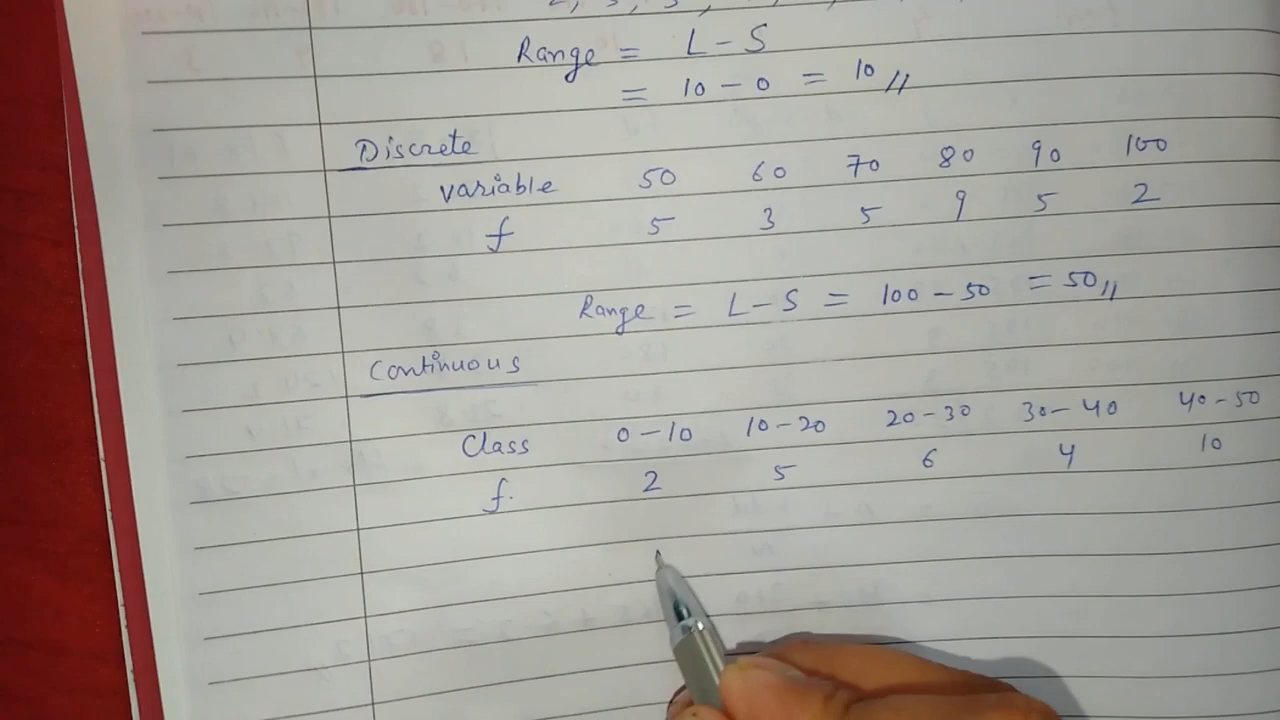 Range = L - S
= 10 - 0 = 10 //
Discrete
variable 50 60 70 80 90 100
f 5 3 5 9 5 2
Range = L - S = 100 - 50 = 50 //
Continuous
Class 0 - 10 10 - 20 20 - 30 30 - 40 40 - 50
f. 2 5 6 4 10